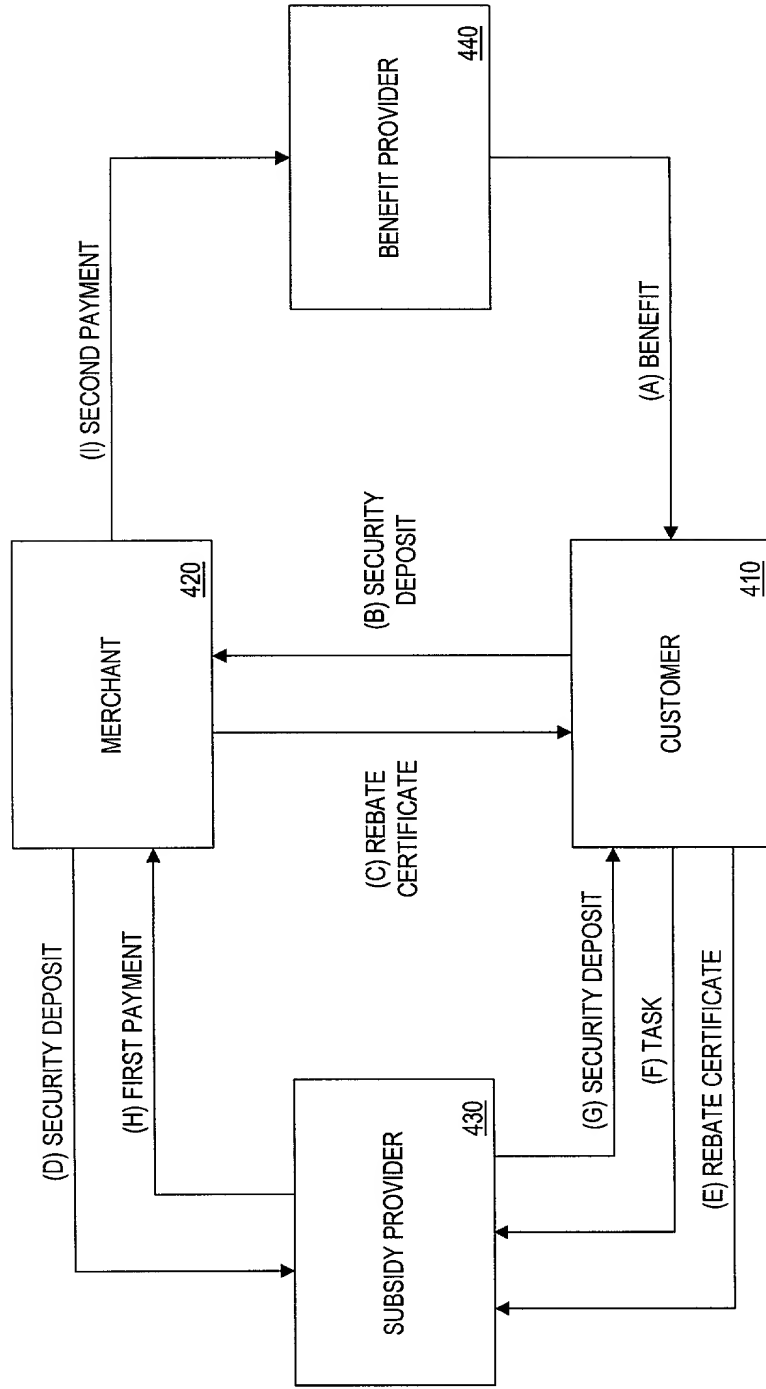 (I) SECOND PAYMENT
BENEFIT PROVIDER
440
(A) BENEFIT
MERCHANT
420
(B) SECURITY
DEPOSIT
(C) REBATE
CERTIFICATE
CUSTOMER
410
(D) SECURITY DEPOSIT
(H) FIRST PAYMENT
SUBSIDY PROVIDER
430
(G) SECURITY DEPOSIT
(F) TASK
(E) REBATE CERTIFICATE